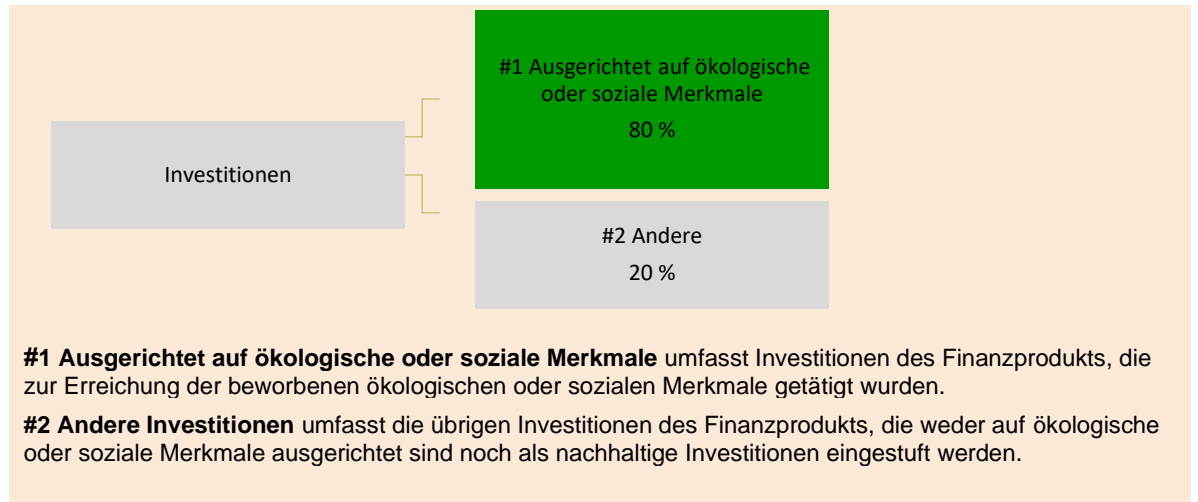 #1 Ausgerichtet auf ökologische
oder soziale Merkmale
80 %
Investitionen
#2 Andere
20 %
#1 Ausgerichtet auf ökologische oder soziale Merkmale umfasst Investitionen des Finanzprodukts, die
zur Erreichung der beworbenen ökologischen oder sozialen Merkmale getätigt wurden.
#2 Andere Investitionen umfasst die übrigen Investitionen des Finanzprodukts, die weder auf ökologische
oder soziale Merkmale ausgerichtet sind noch als nachhaltige Investitionen eingestuft werden.